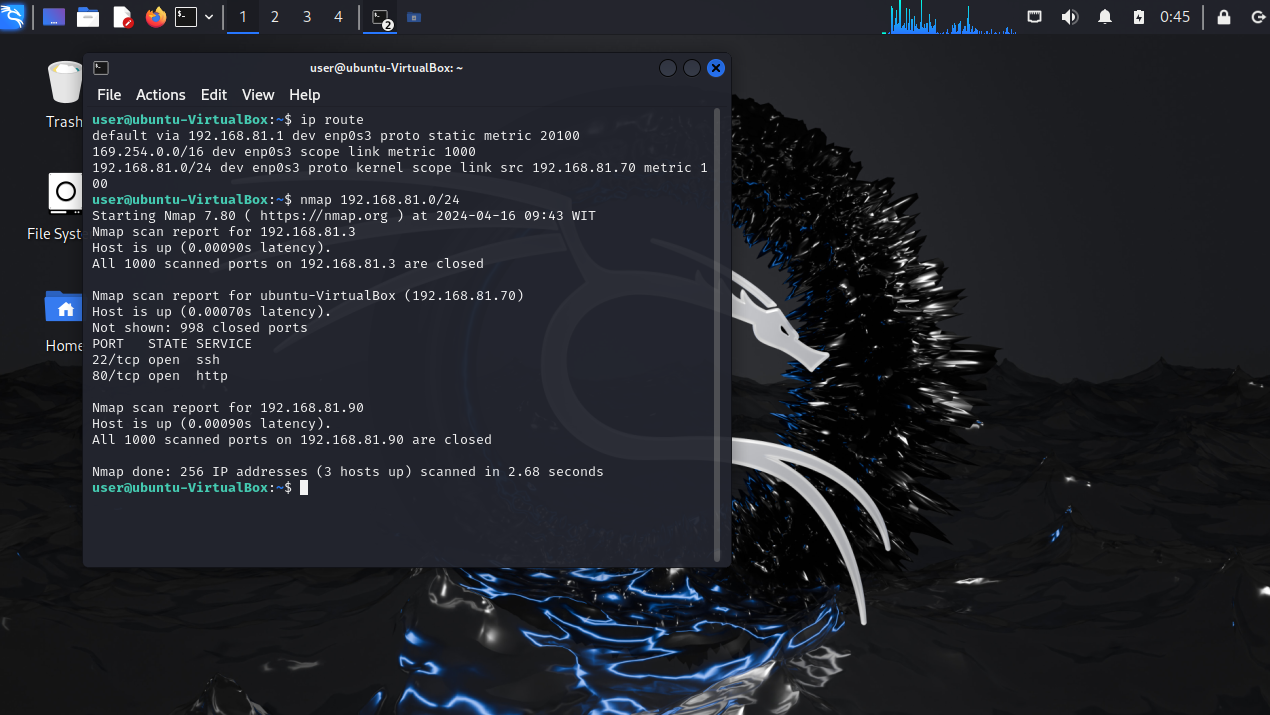 1 2 3 4
2
0:45
Trash
File Syst
Home
user@ubuntu-VirtualBox: ~
File Actions Edit View Help
user@ubuntu-VirtualBox:~$ ip route
default via 192.168.81.1 dev enp0s3 proto static metric 20100
169.254.0.0/16 dev enp0s3 scope link metric 1000
192.168.81.0/24 dev enp0s3 proto kernel scope link src 192.168.81.70 metric 1
00
user@ubuntu-VirtualBox:~$ nmap 192.168.81.0/24
Starting Nmap 7.80 ( https://nmap.org ) at 2024-04-16 09:43 WIT
Nmap scan report for 192.168.81.3
Host is up (0.00090s latency).
All 1000 scanned ports on 192.168.81.3 are closed
Nmap scan report for ubuntu-VirtualBox (192.168.81.70)
Host is up (0.00070s latency).
Not shown: 998 closed ports
PORT   STATE SERVICE
22/tcp open  ssh
80/tcp open  http
Nmap scan report for 192.168.81.90
Host is up (0.00090s latency).
All 1000 scanned ports on 192.168.81.90 are closed
Nmap done: 256 IP addresses (3 hosts up) scanned in 2.68 seconds
user@ubuntu-VirtualBox:~$